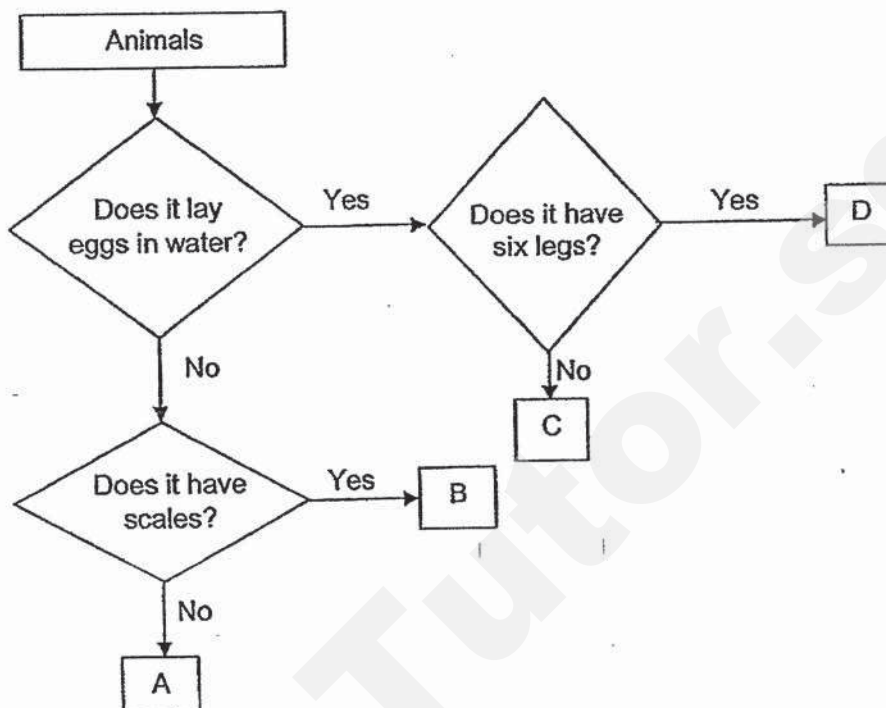 Animals
Does it lay
eggs in water?
Yes
Does it have
six legs?
Yes
D
No
No
C
Does it have
scales?
Yes
B
No
A
Tutor.s